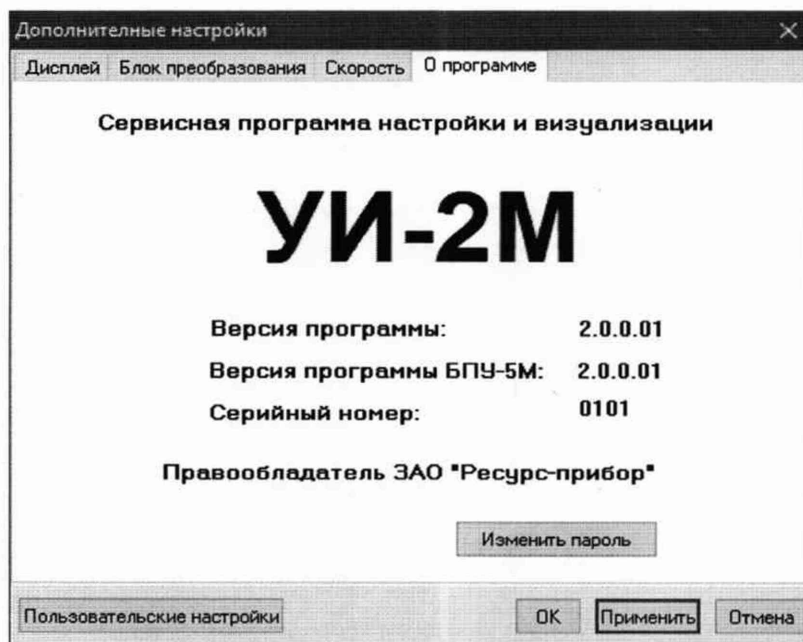 Дополнителные настройки
Дисплей Блок преобразования Скорость О программе
Сервисная программа настройки и визуализации
УИ-2М
Версия программы: 2.0.0.01
Версия программы БПУ-5М: 2.0.0.01
Серийный номер: 0101
Правообладатель ЗАО "Ресурс-прибор"
Изменить пароль
Пользовательские настройки OK Применить Отмена